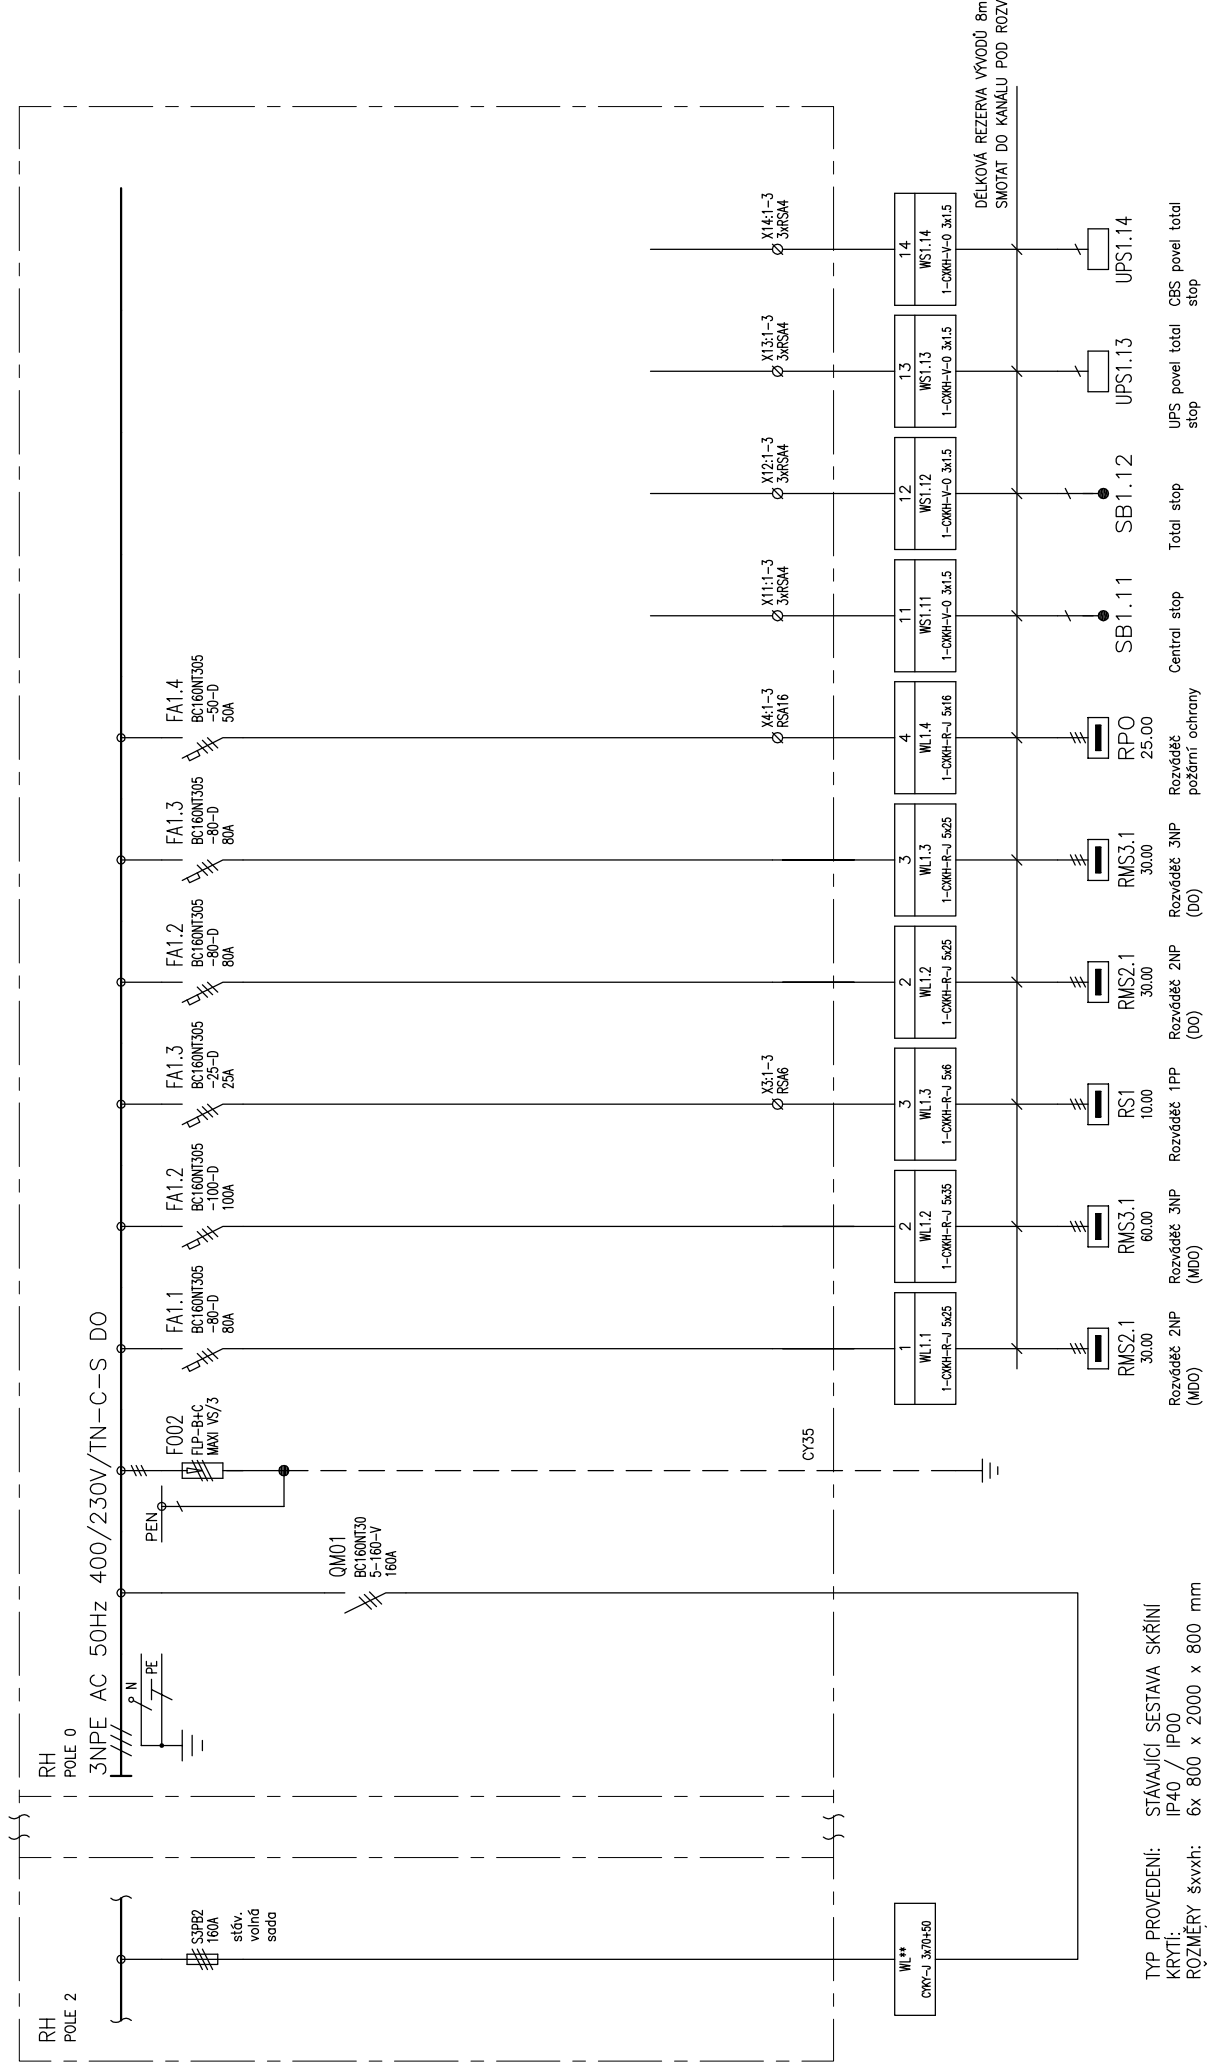 RH
POLE 2
S3PB2
160A
stáv.
volná
sada
WL**
CYKY-J 3x70+50
RH
POLE 0
3NPE AC 50Hz 400/230V/TN-C-S DO
N
PE
QM01
BC160NT30
5-160-V
160A
PEN
F002
FLP-B+C
MAXI VS/3
CY35
FA1.1
BC160NT305
-80-D
80A
1
WL1.1
1-CXKH-R-J 5x25
RMS2.1
30.00
Rozváděč 2NP
(MDO)
FA1.2
BC160NT305
-100-D
100A
2
WL1.2
1-CXKH-R-J 5x35
RMS3.1
60.00
Rozváděč 3NP
(MDO)
FA1.3
BC160NT305
-25-D
25A
X3:1-3
RSA6
3
WL1.3
1-CXKH-R-J 5x6
RS1
10.00
Rozváděč 1PP
FA1.2
BC160NT305
-80-D
80A
2
WL1.2
1-CXKH-R-J 5x25
RMS2.1
30.00
Rozváděč 2NP
(DO)
FA1.3
BC160NT305
-80-D
80A
3
WL1.3
1-CXKH-R-J 5x25
RMS3.1
30.00
Rozváděč 3NP
(DO)
FA1.4
BC160NT305
-50-D
50A
X4:1-3
RSA16
4
WL1.4
1-CXKH-R-J 5x16
RPO
25.00
Rozváděč
požární ochrany
X11:1-3
3xRSA4
11
WS1.11
1-CXKH-V-O 3x1.5
SB1.11
Central stop
X12:1-3
3xRSA4
12
WS1.12
1-CXKH-V-O 3x1.5
SB1.12
Total stop
X13:1-3
3xRSA4
13
WS1.13
1-CXKH-V-O 3x1.5
UPS1.13
UPS povel total
stop
X14:1-3
3xRSA4
14
WS1.14
1-CXKH-V-O 3x1.5
UPS1.14
CBS povel total
stop
DÉLKOVÁ REZERVA VÝVODŮ 8m
SMOTAT DO KANÁLU POD ROZV
TYP PROVEDENÍ: STÁVAJÍCÍ SESTAVA SKŘÍNÍ
KRYTÍ: IP40 / IP00
ROZMĚRY šxvxh: 6x 800 x 2000 x 800 mm